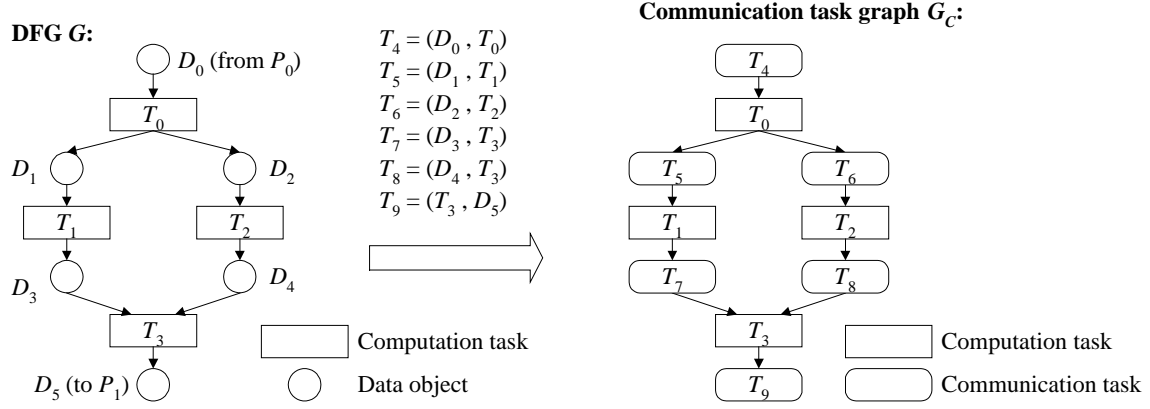 DFG G:
D0 (from P0)
T0
D1
D2
T1
T2
D3
D4
T3
D5 (to P1)
Computation task
Data object
T4 = (D0 , T0)
T5 = (D1 , T1)
T6 = (D2 , T2)
T7 = (D3 , T3)
T8 = (D4 , T3)
T9 = (T3 , D5)
Communication task graph GC:
T4
T0
T5
T6
T1
T2
T7
T8
T3
T9
Computation task
Communication task